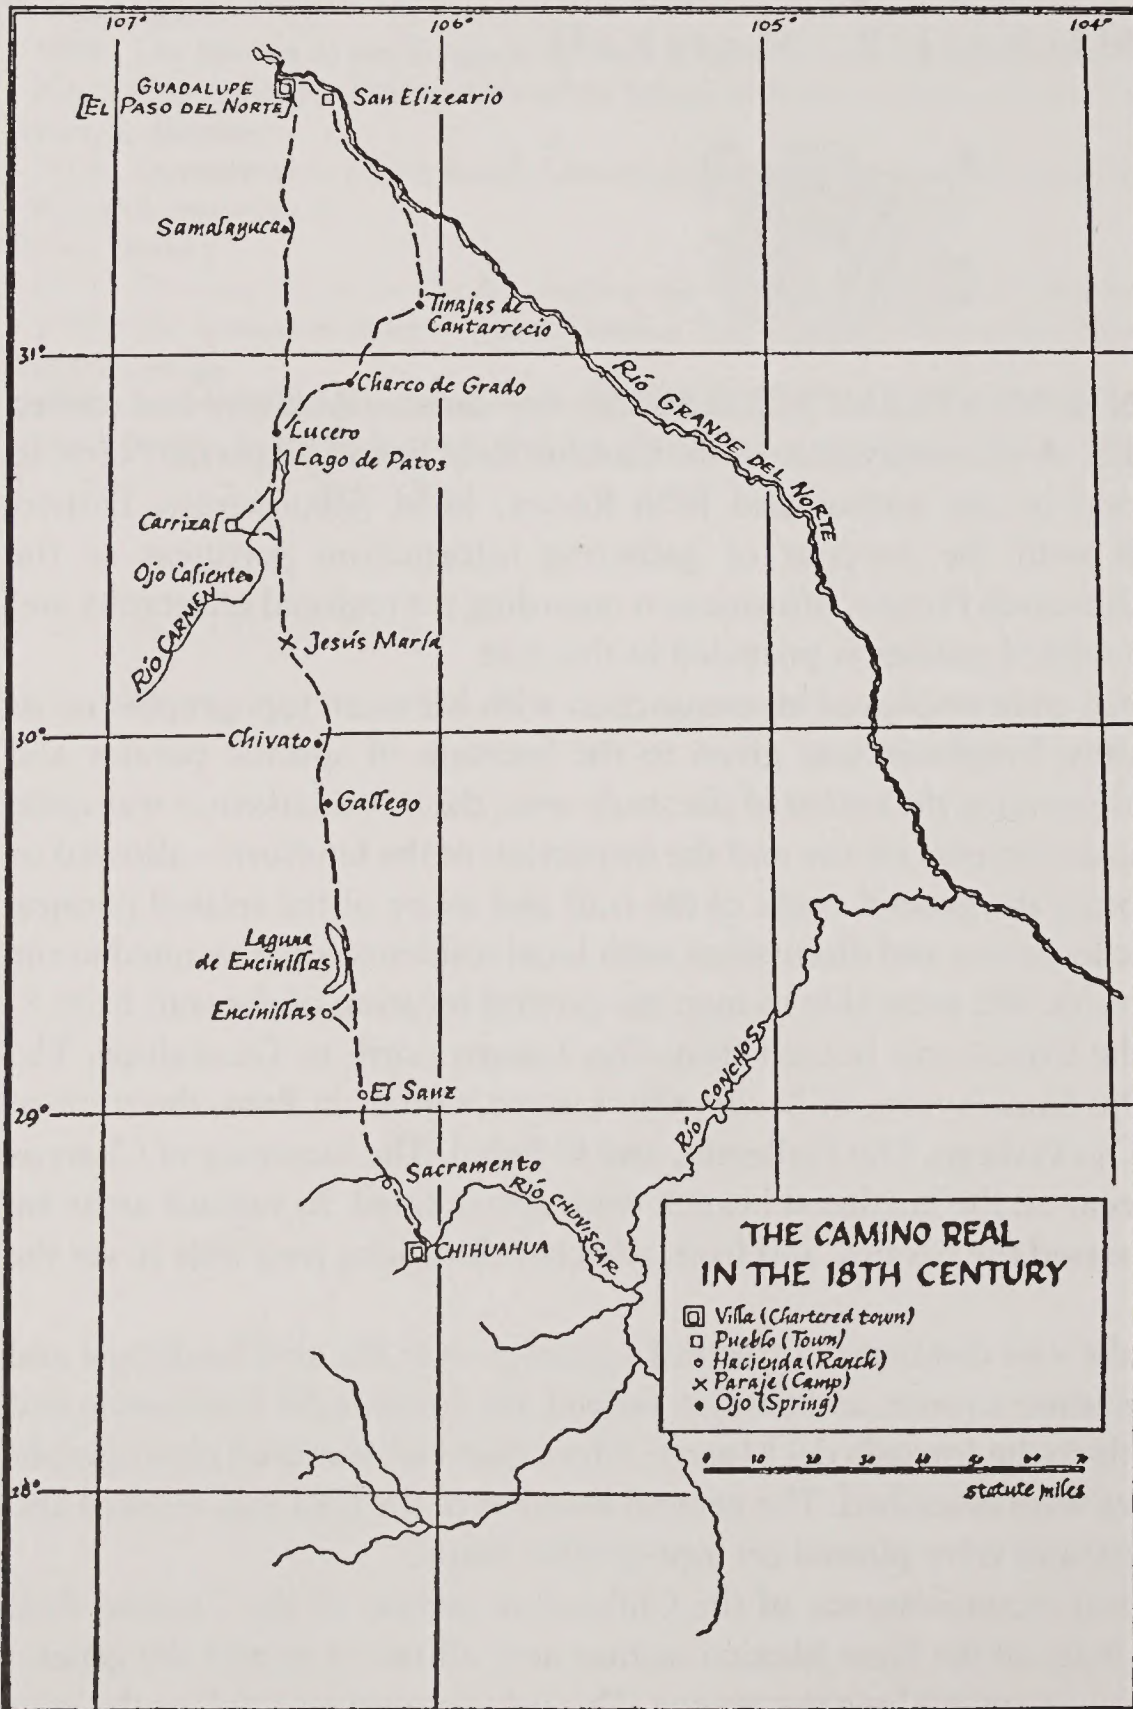 107°
106°
105°
104°
GUADALUPE
[EL PASO DEL NORTE]
San Elizeario
Samalayuca
Tinajas de
Cantarrecio
31°
Charco de Grado
RÍO GRANDE DEL NORTE
Lucero
Lago de Patos
Carrizal
Ojo Caliente
RÍO CARMEN
Jesús María
30°
Chivato
Gallego
Laguna
de Encinillas
Encinillas
RÍO CONCHOS
El Sauz
29°
Sacramento
RÍO CHUVISCAR
CHIHUAHUA
THE CAMINO REAL
IN THE 18TH CENTURY
Villa (Chartered town)
Pueblo (Town)
Hacienda (Ranch)
Paraje (Camp)
Ojo (Spring)
0 10 20 30 40 50 60 70
statute miles
28°